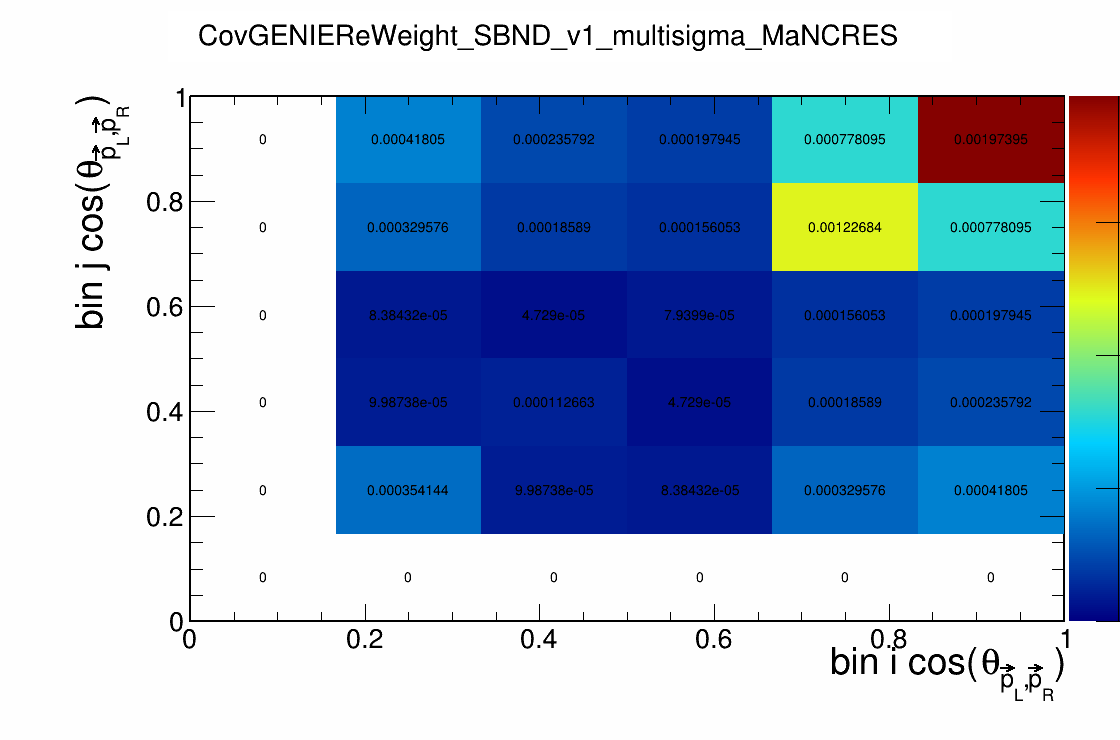 CovGENIEReWeight_SBND_v1_multisigma_MaNCRES
bin j cos(θp⃗L,p⃗R)
1
0 0.00041805 0.000235792 0.000197945 0.000778095 0.00197395
0.8
0 0.000329576 0.00018589 0.000156053 0.00122684 0.000778095
0.6
0 8.38432e-05 4.729e-05 7.9399e-05 0.000156053 0.000197945
0.4
0 9.98738e-05 0.000112663 4.729e-05 0.00018589 0.000235792
0 0.000354144 9.98738e-05 8.38432e-05 0.000329576 0.00041805
0.2
0 0 0 0 0 0
0
0 0.2 0.4 0.6 0.8 1
bin i cos(θp⃗L,p⃗R)